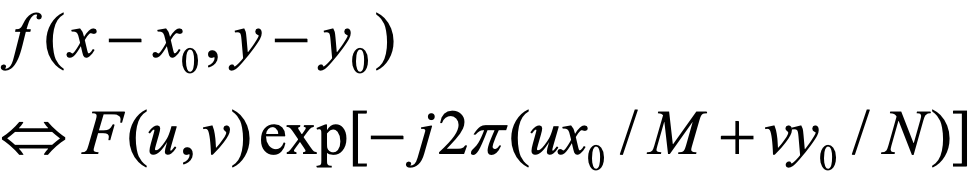 f(x−x₀,y−y₀)
⇔ F(u,v)exp[−j2π(ux₀/M+vy₀/N)]